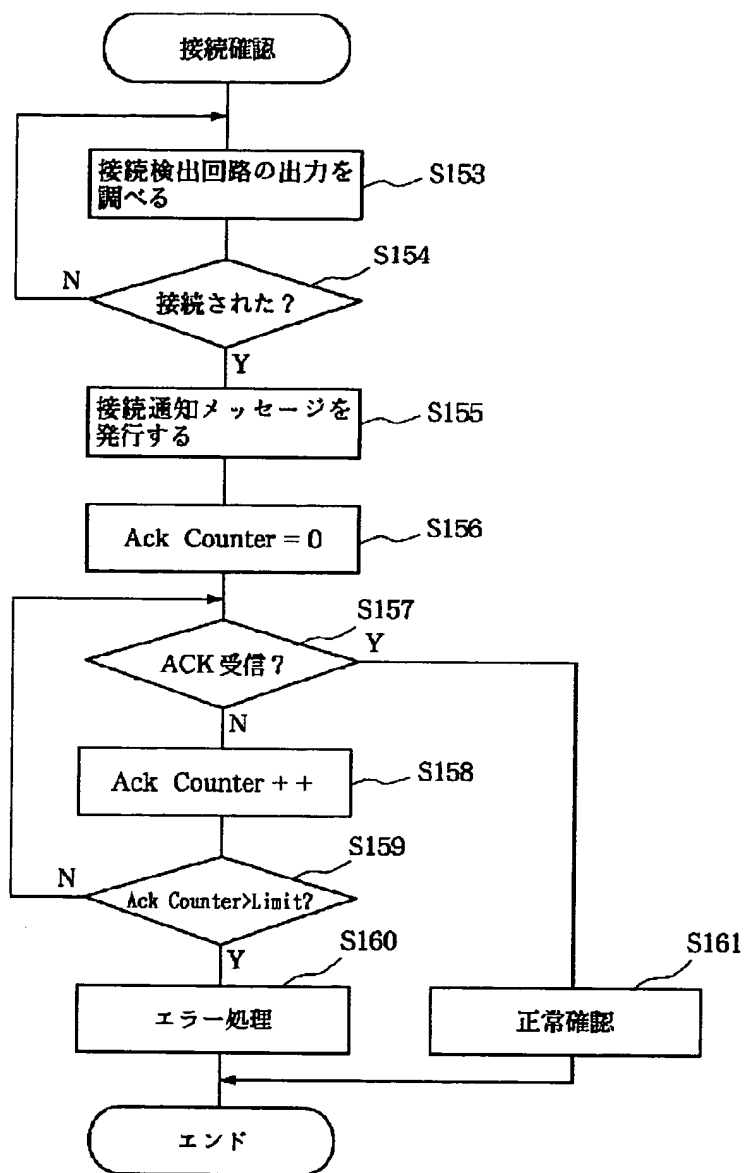 接続確認
接続検出回路の出力を
調べる
S153
S154
N
接続された？
Y
接続通知メッセージを
発行する
S155
Ack Counter = 0
S156
S157
ACK 受信？
Y
N
Ack Counter + +
S158
S159
N
Ack Counter>Limit?
Y
S160
S161
エラー処理
正常確認
エンド